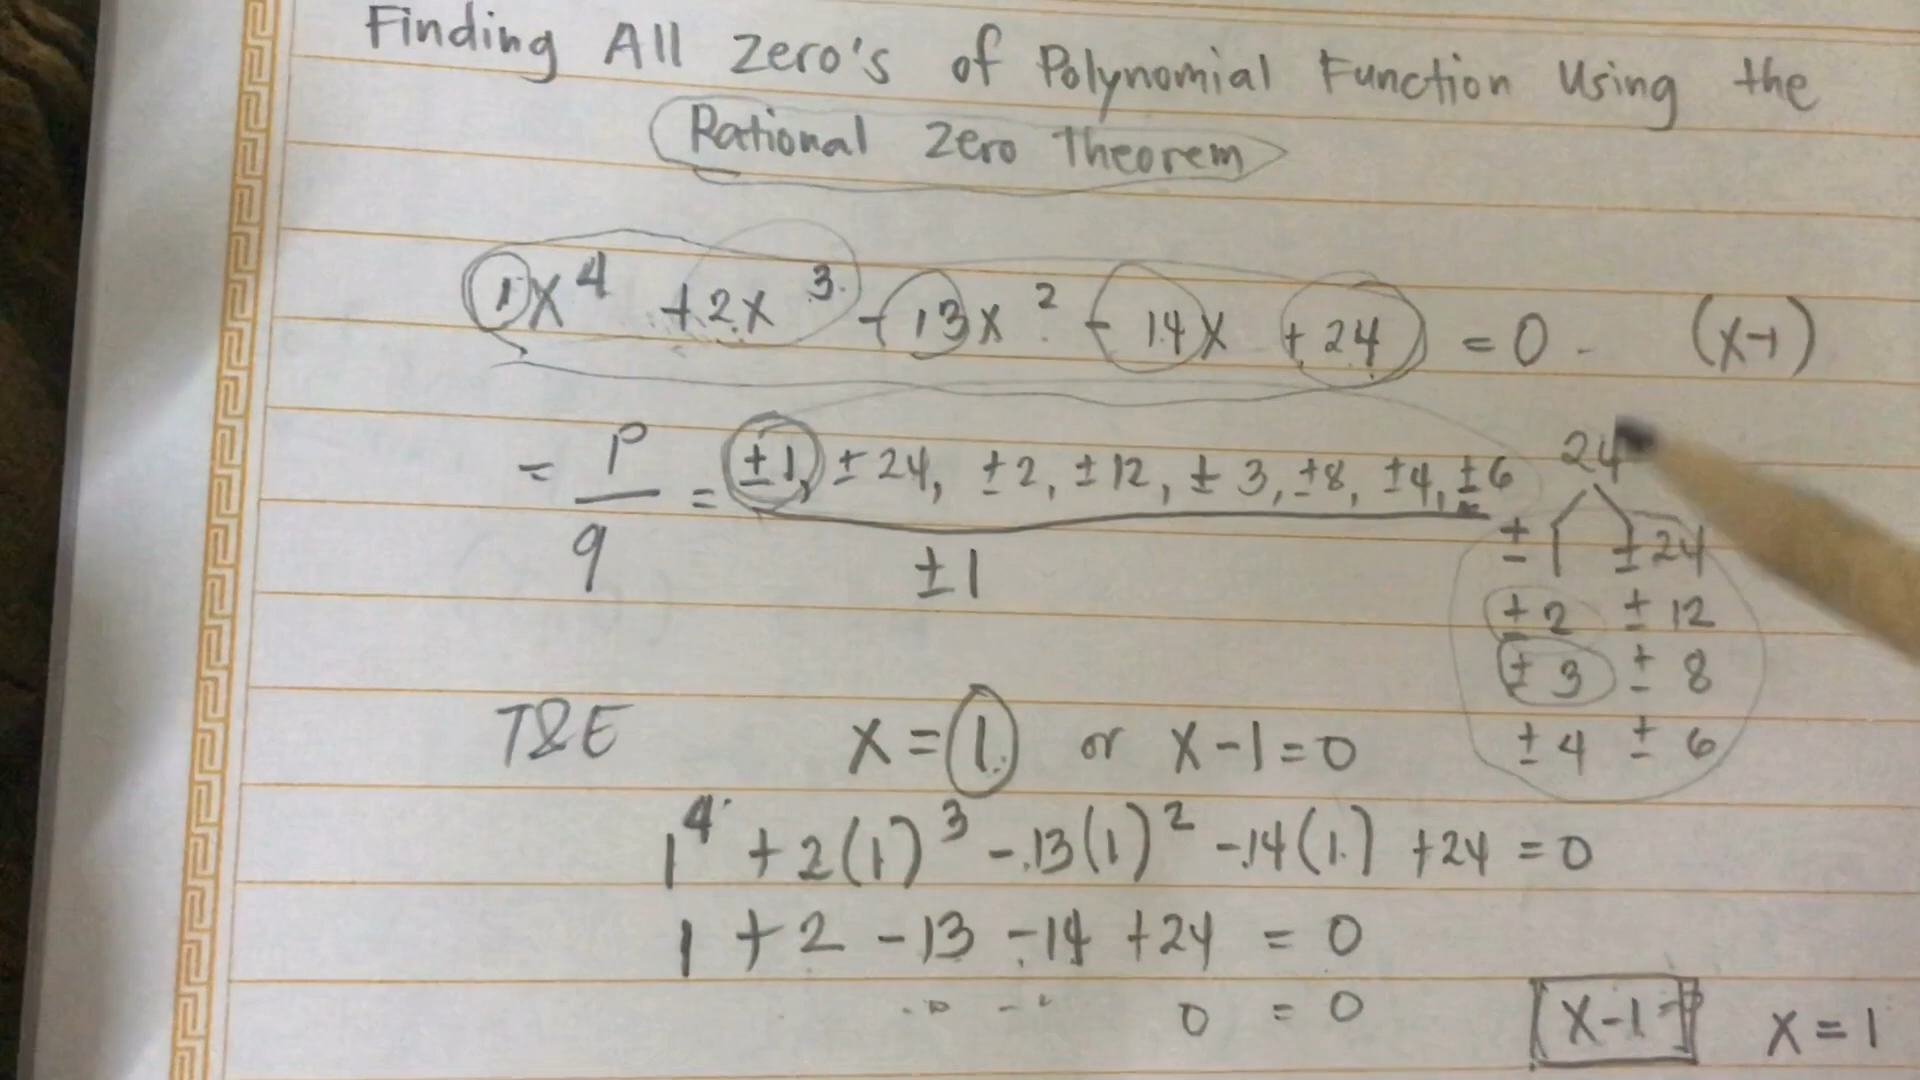 Finding All Zero's of Polynomial Function Using the
Rational Zero Theorem
1x⁴ + 2x³ - 13x² - 14x + 24 = 0 (x-1)
= P/q = ±1, ±24, ±2, ±12, ±3, ±8, ±4, ±6 / ±1
24
±1 ±24
±2 ±12
±3 ±8
±4 ±6
T&E x = 1 or x-1=0
1⁴ + 2(1)³ - 13(1)² - 14(1) + 24 = 0
1 + 2 - 13 - 14 + 24 = 0
0 = 0
x-1 x = 1